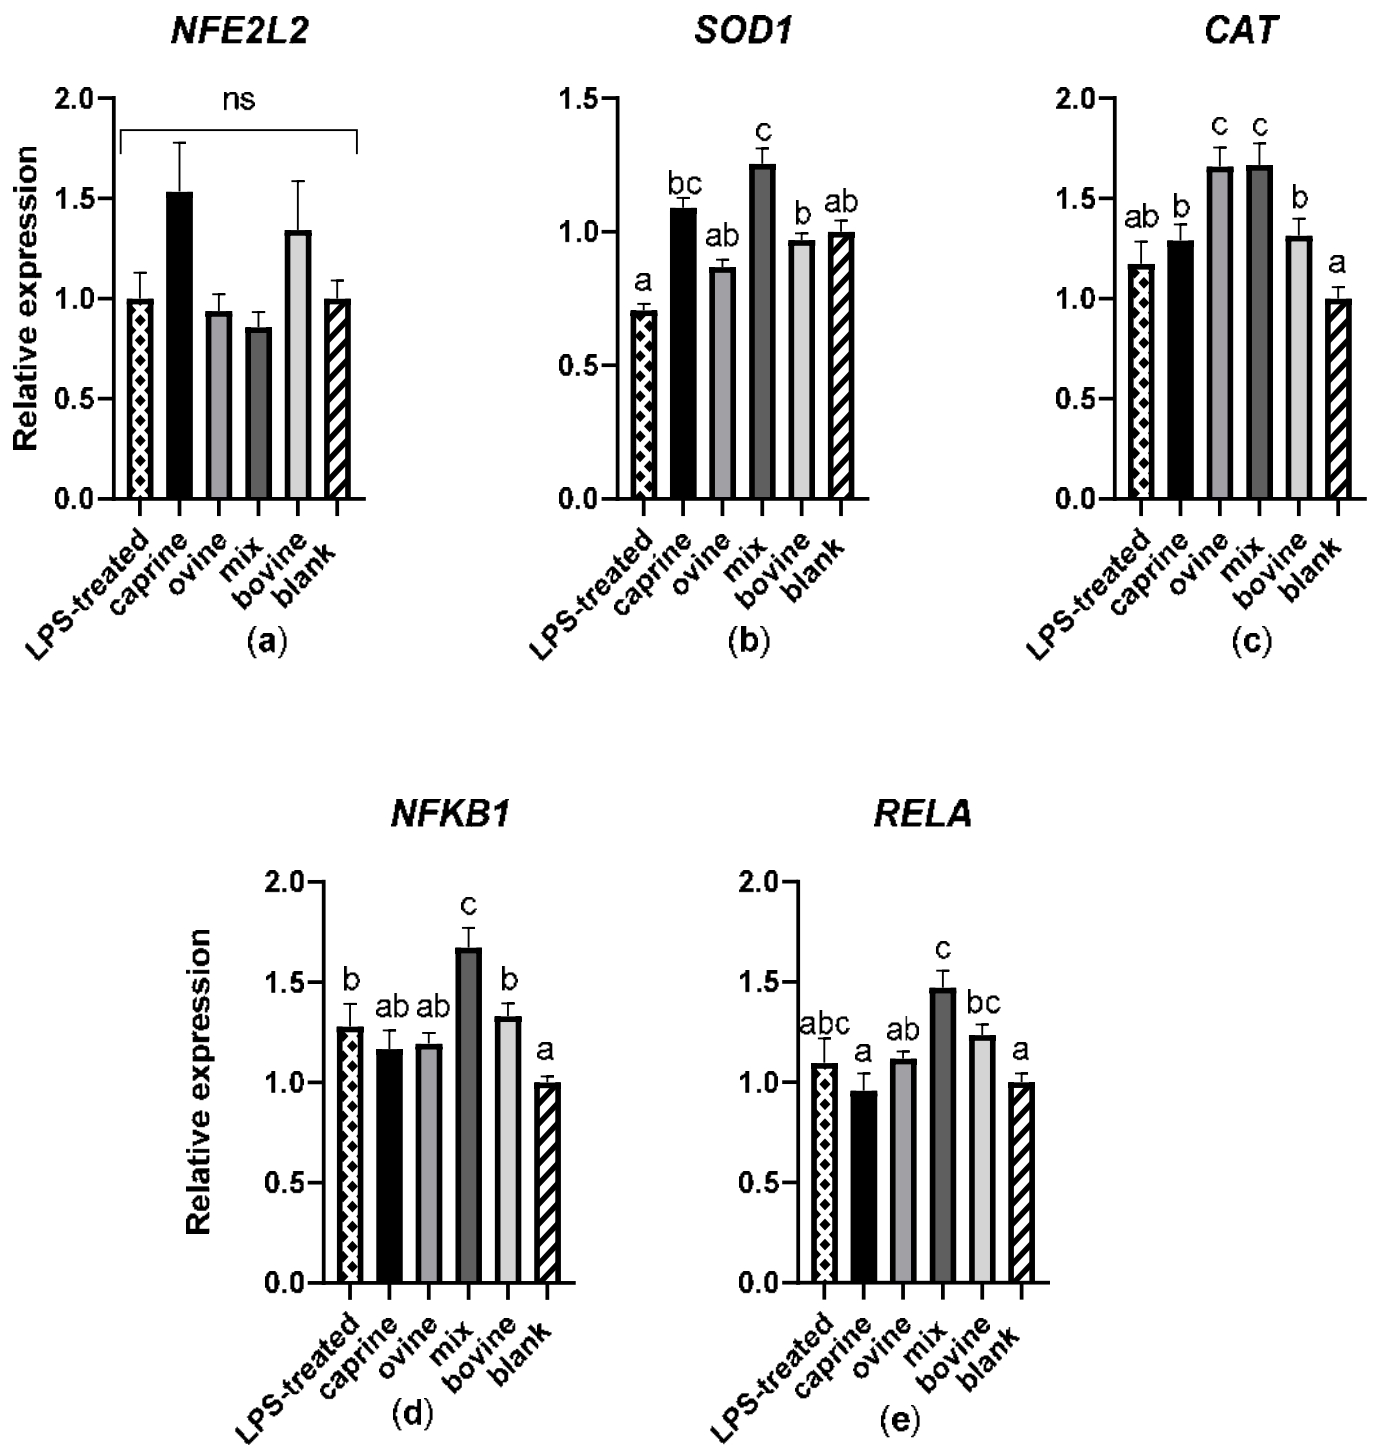 NFE2L2
SOD1
CAT
Relative expression
2.0
1.5
1.0
0.5
0.0
ns
LPS-treated
caprine
ovine
mix
bovine
blank
(a)
1.5
1.0
0.5
0.0
a
bc
ab
c
b
ab
LPS-treated
caprine
ovine
mix
bovine
blank
(b)
2.0
1.5
1.0
0.5
0.0
ab
b
c
c
b
a
LPS-treated
caprine
ovine
mix
bovine
blank
(c)
NFKB1
RELA
Relative expression
2.0
1.5
1.0
0.5
0.0
b
ab
ab
c
b
a
LPS-treated
caprine
ovine
mix
bovine
blank
(d)
2.0
1.5
1.0
0.5
0.0
abc
a
ab
c
bc
a
LPS-treated
caprine
ovine
mix
bovine
blank
(e)